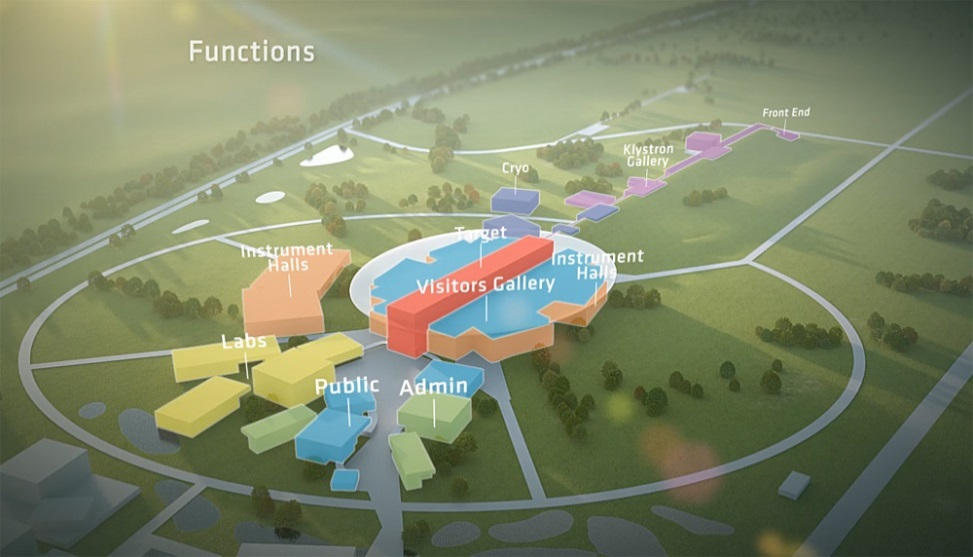 Functions
Front End
Klystron
Gallery
Cryo
Target
Instrument
Halls
Instrument
Halls
Visitors Gallery
Labs
Public
Admin